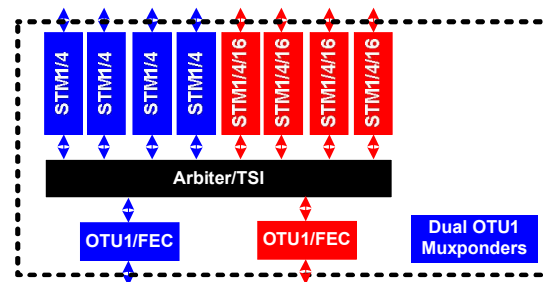 STM1/4
STM1/4
STM1/4
STM1/4
STM1/4/16
STM1/4/16
STM1/4/16
STM1/4/16
Arbiter/TSI
OTU1/FEC
OTU1/FEC
Dual OTU1
Muxponders